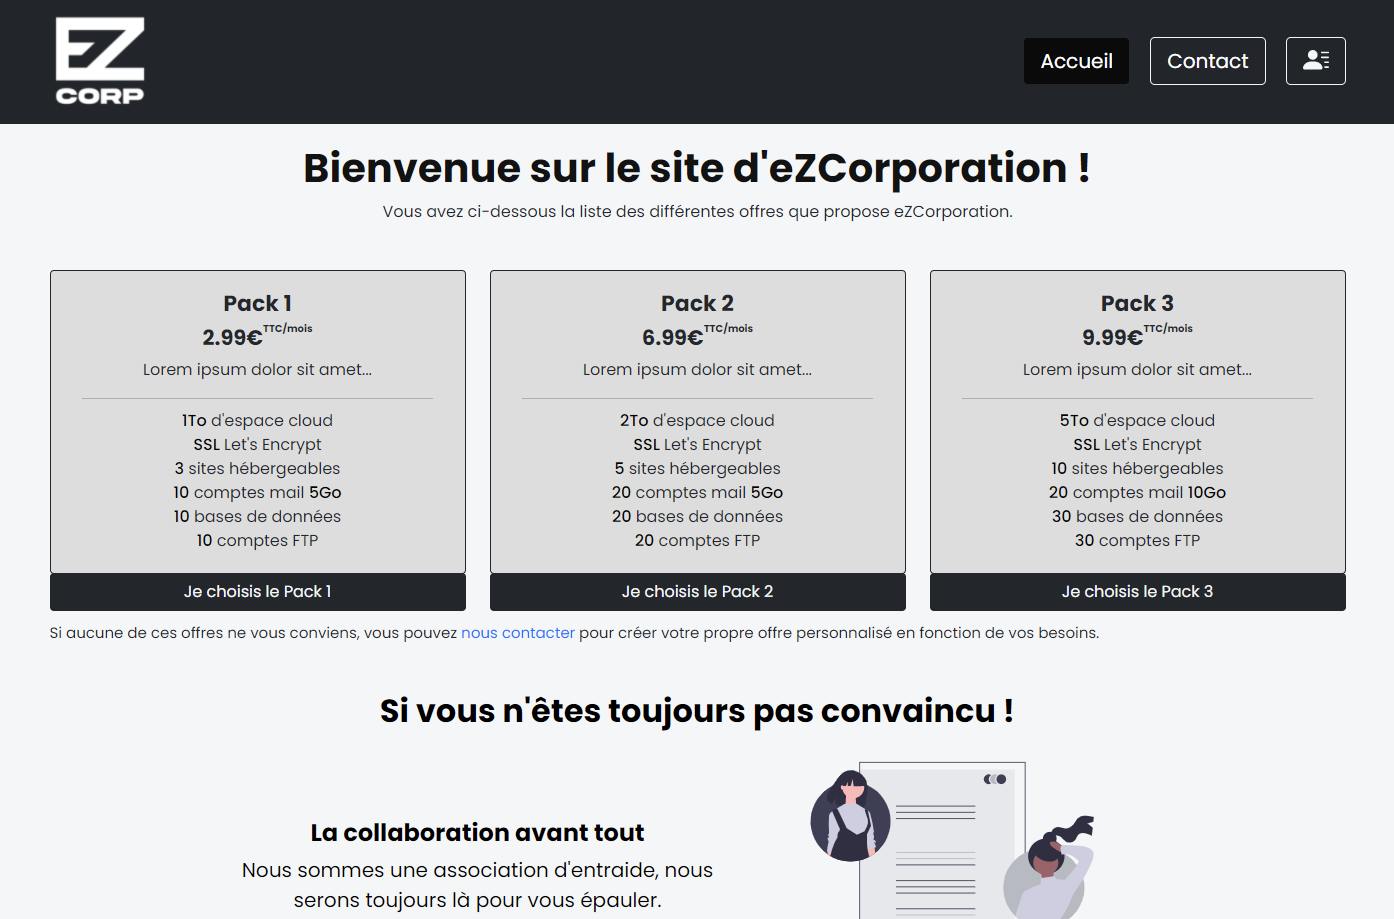 EZ
CORP
Accueil
Contact
Bienvenue sur le site d'eZCorporation !
Vous avez ci-dessous la liste des différentes offres que propose eZCorporation.
Pack 1
2.99€TTC/mois
Lorem ipsum dolor sit amet...
1To d'espace cloud
SSL Let's Encrypt
3 sites hébergeables
10 comptes mail 5Go
10 bases de données
10 comptes FTP
Je choisis le Pack 1
Pack 2
6.99€TTC/mois
Lorem ipsum dolor sit amet...
2To d'espace cloud
SSL Let's Encrypt
5 sites hébergeables
20 comptes mail 5Go
20 bases de données
20 comptes FTP
Je choisis le Pack 2
Pack 3
9.99€TTC/mois
Lorem ipsum dolor sit amet...
5To d'espace cloud
SSL Let's Encrypt
10 sites hébergeables
20 comptes mail 10Go
30 bases de données
30 comptes FTP
Je choisis le Pack 3
Si aucune de ces offres ne vous conviens, vous pouvez nous contacter pour créer votre propre offre personnalisé en fonction de vos besoins.
Si vous n'êtes toujours pas convaincu !
La collaboration avant tout
Nous sommes une association d'entraide, nous
serons toujours là pour vous épauler.